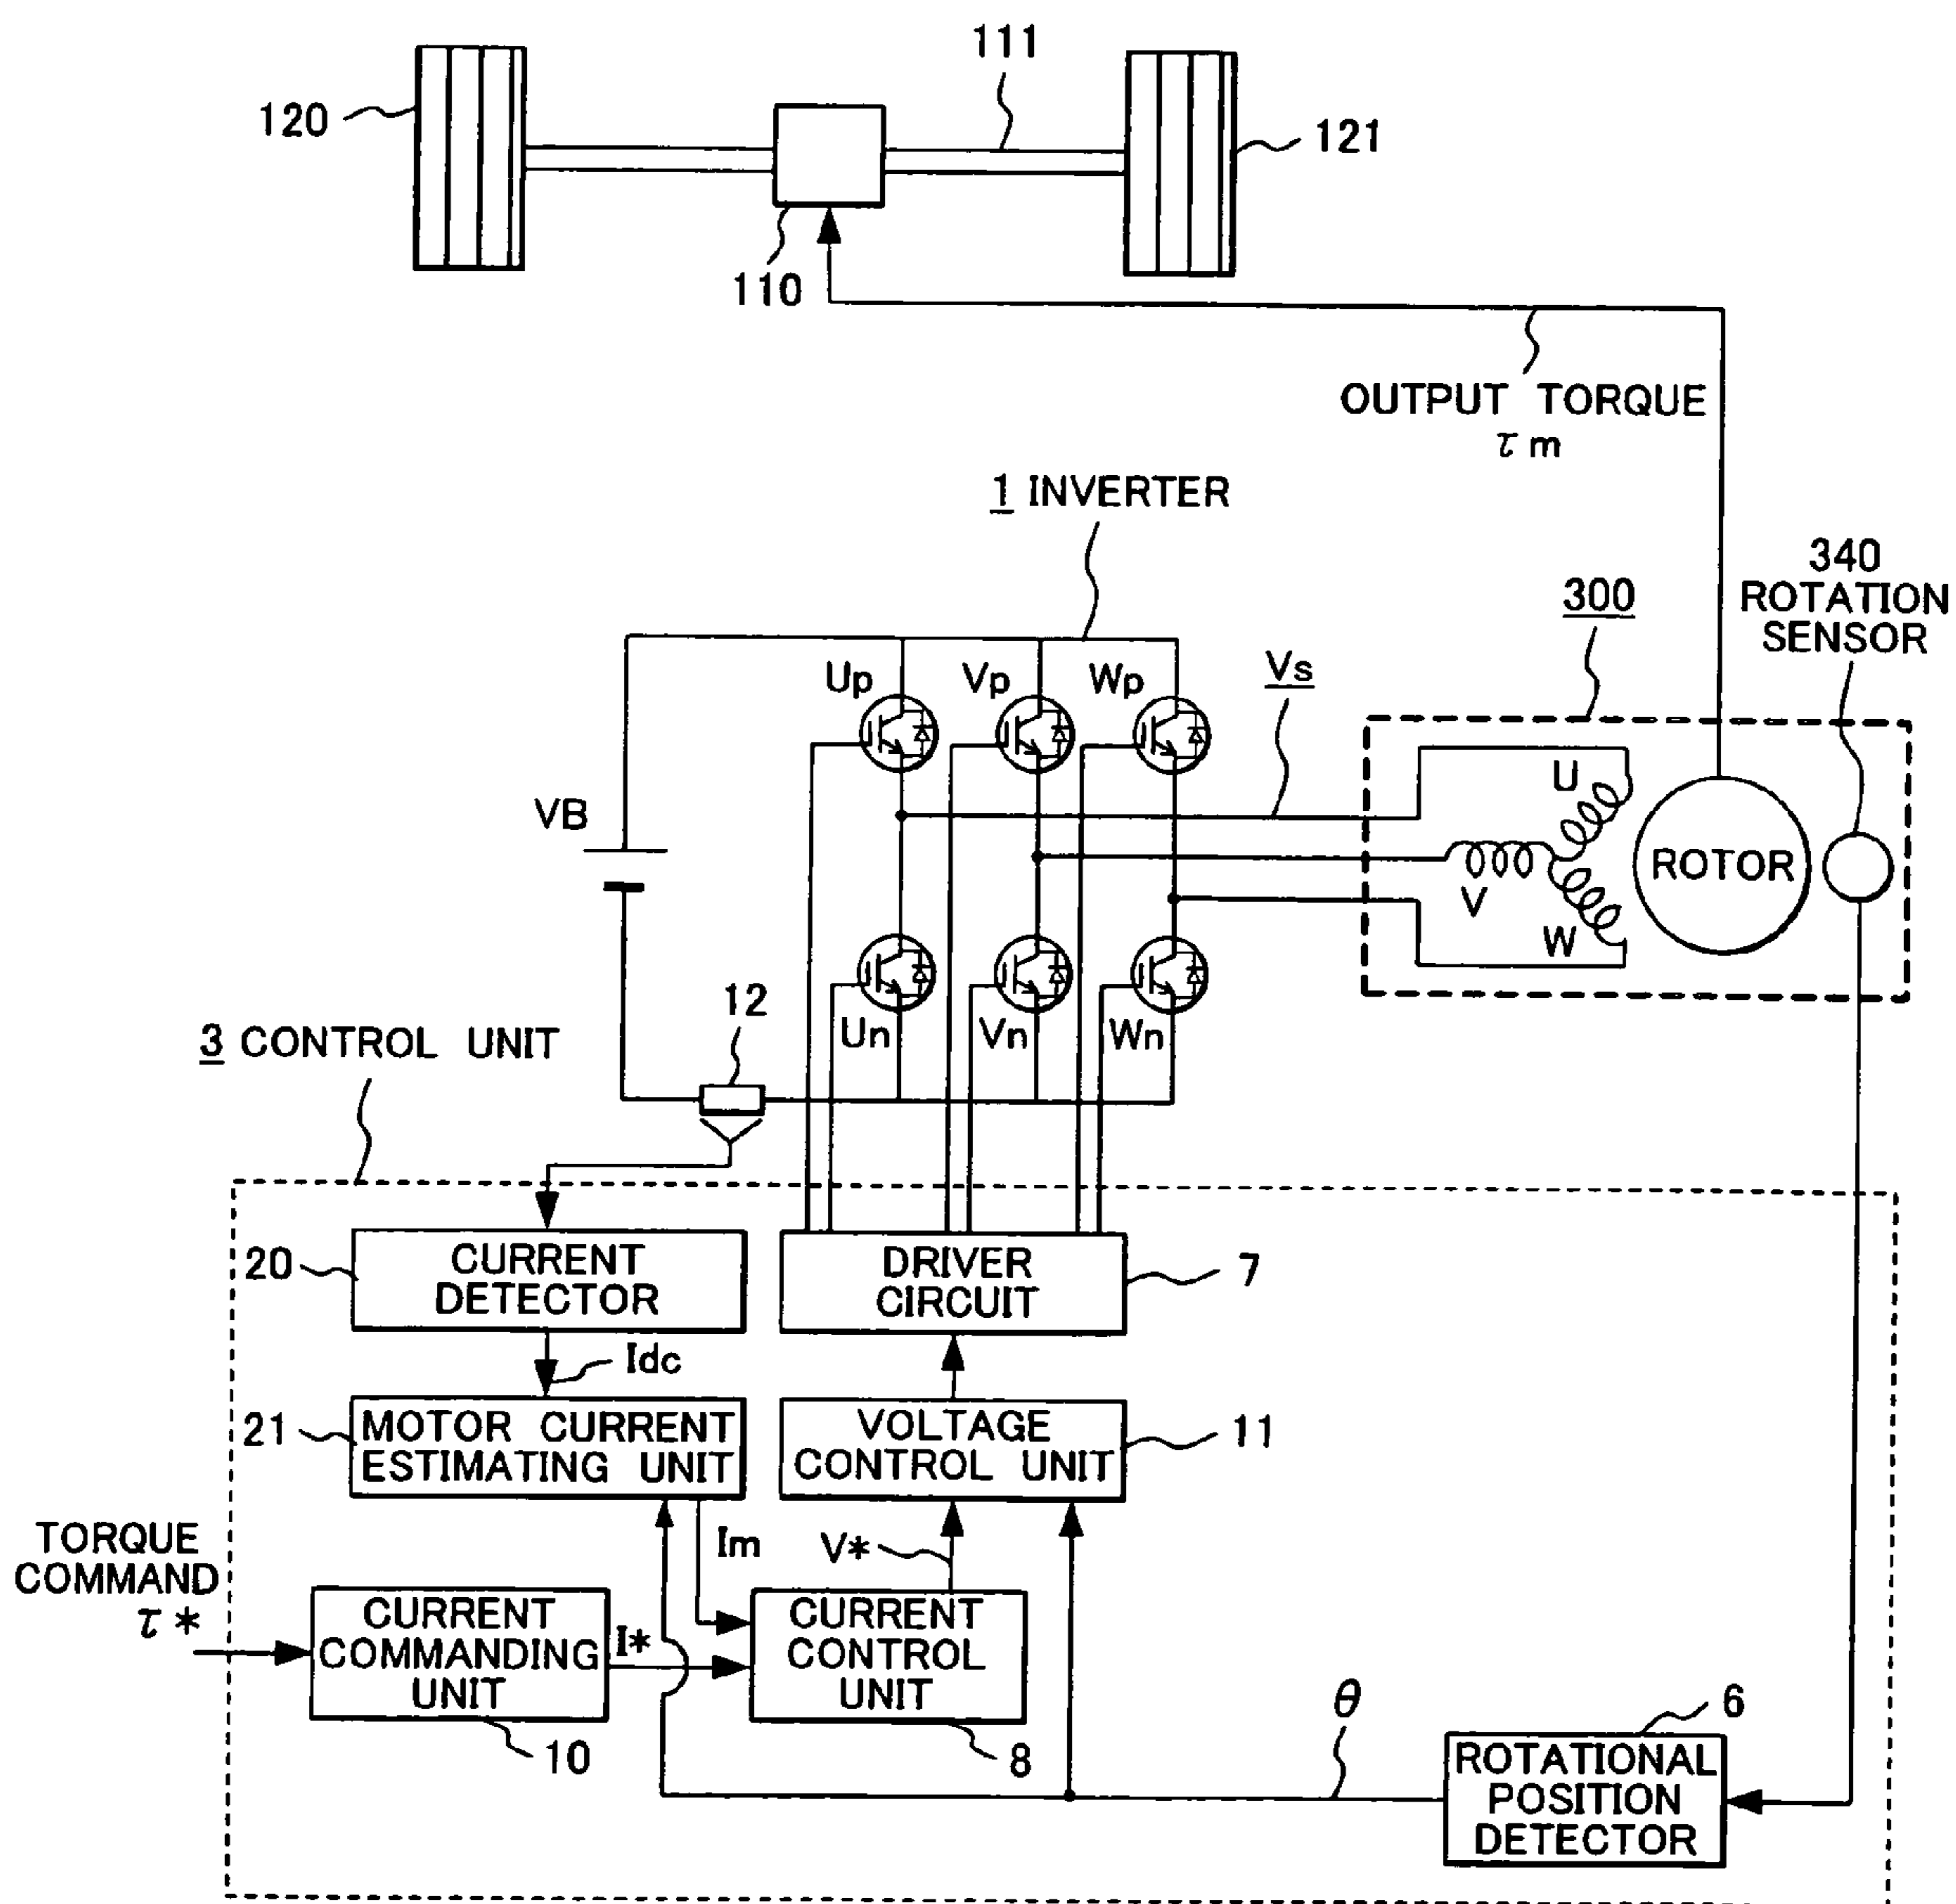 111
120
121
110
OUTPUT TORQUE
τm
1 INVERTER
340
ROTATION
SENSOR
300
Up
Vp
Wp
Vs
VB
U
V
W
ROTOR
12
Un
Vn
Wn
3 CONTROL UNIT
20
CURRENT
DETECTOR
DRIVER
CIRCUIT
7
Idc
21
MOTOR CURRENT
ESTIMATING UNIT
VOLTAGE
CONTROL UNIT
11
TORQUE
COMMAND
τ*
Im
V*
CURRENT
COMMANDING
UNIT
I*
CURRENT
CONTROL
UNIT
10
8
θ
6
ROTATIONAL
POSITION
DETECTOR